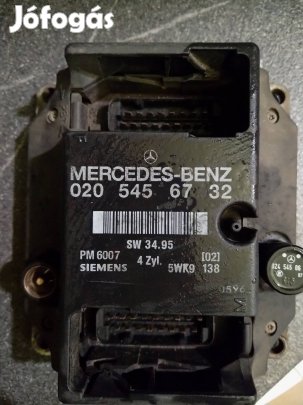 Jófogás
MERCEDES-BENZ
020 545 67 32
SW 34.95
PM 6007 4 Zyl. [02]
SIEMENS 5WK9 138
M